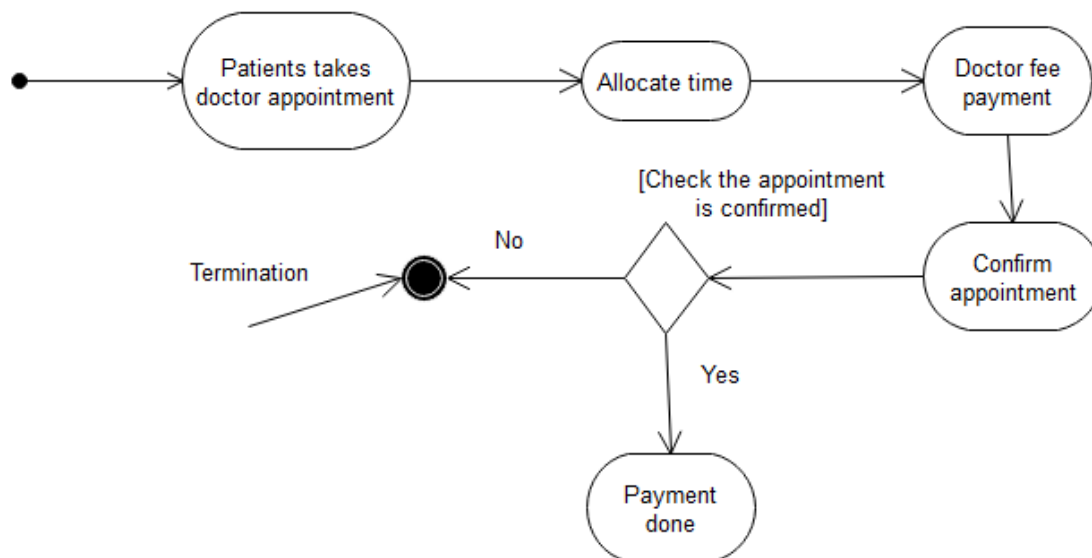 Patients takes
doctor appointment
Allocate time
Doctor fee
payment
[Check the appointment
is confirmed]
No
Termination
Confirm
appointment
Yes
Payment
done